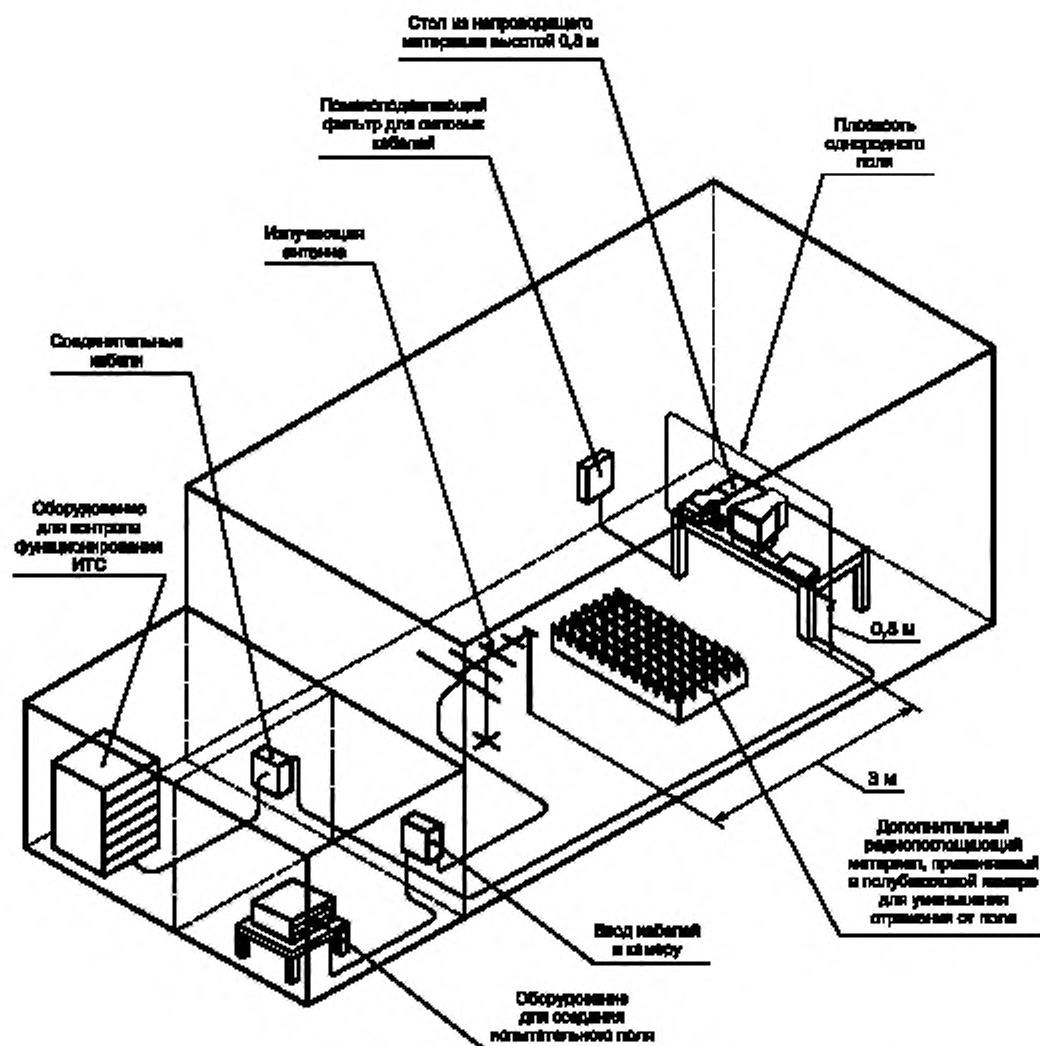 Стол из непроводящего
материала высотой 0,8 м
Помехоподавляющий
фильтр для силовых
кабелей
Плоскость
однородного
поля
Излучающая
антенна
Соединительные
кабели
Оборудование
для контроля
функционирования
ИТС
0,8 м
3 м
Дополнительный
радиопоглощающий
материал, применяемый
в полубезэховой камере
для уменьшения
отражения от пола
Ввод кабелей
в камеру
Оборудование
для создания
испытательного поля